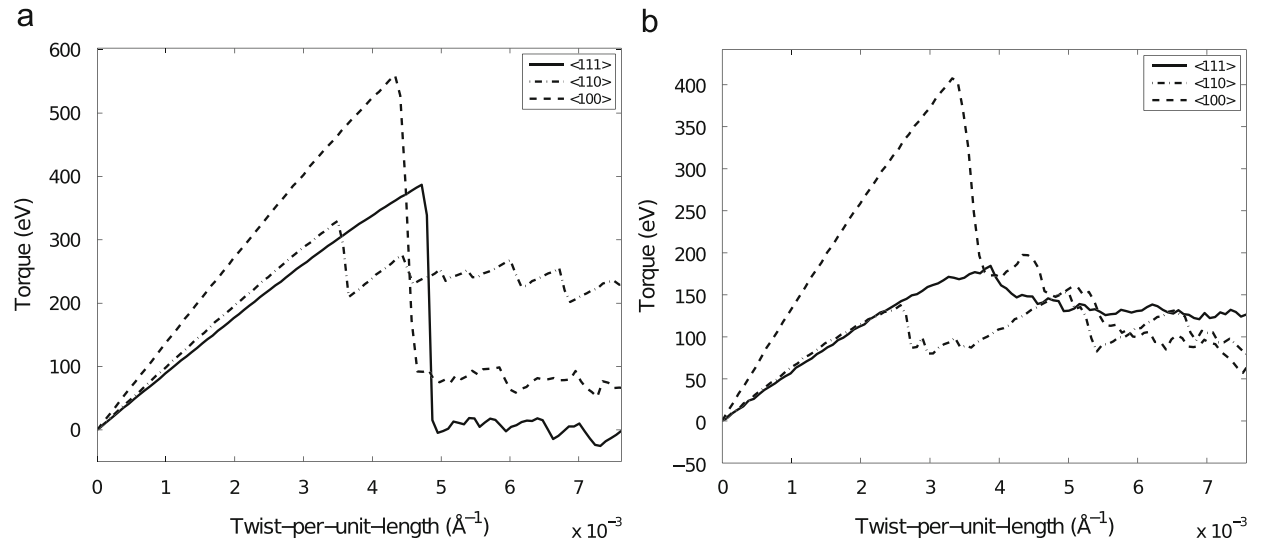 a
600
500
400
300
200
100
0
Torque (eV)
<111>
<110>
<100>
0 1 2 3 4 5 6 7
Twist–per–unit–length (Å⁻¹)
x 10⁻³
b
400
350
300
250
200
150
100
50
0
−50
Torque (eV)
<111>
<110>
<100>
0 1 2 3 4 5 6 7
Twist–per–unit–length (Å⁻¹)
x 10⁻³